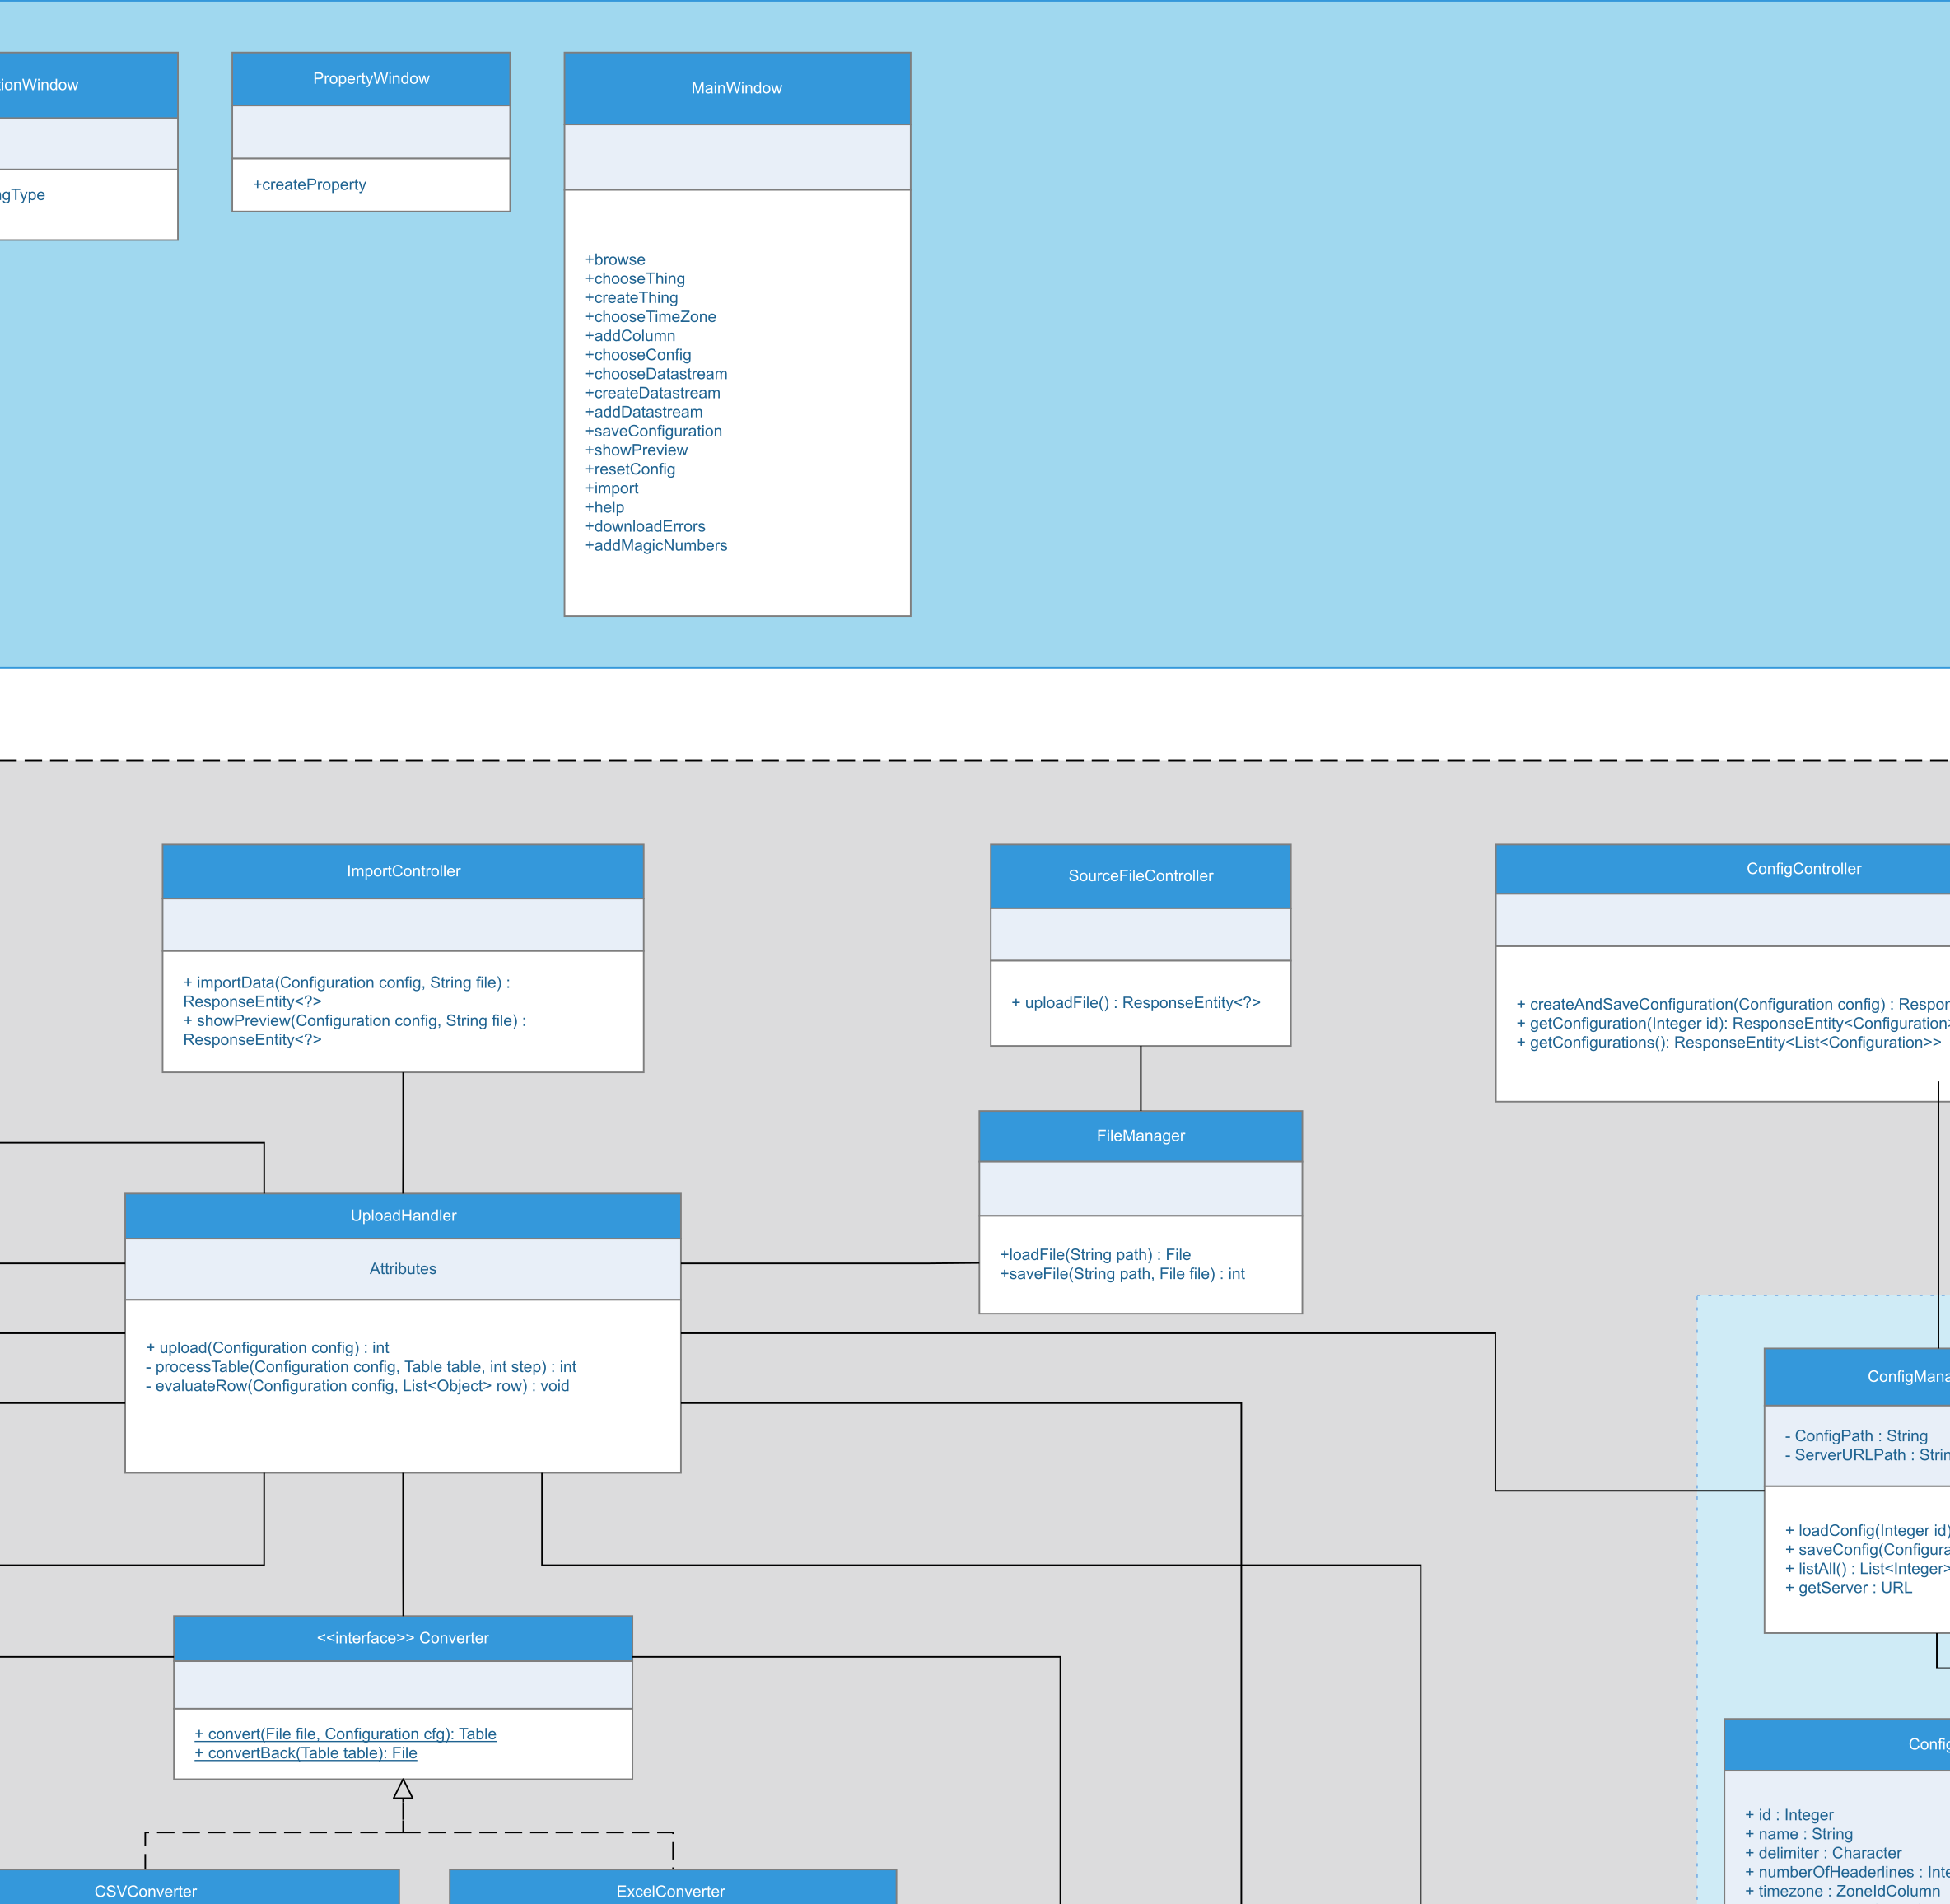 ionWindow
gType
PropertyWindow
+createProperty
MainWindow
+browse
+chooseThing
+createThing
+chooseTimeZone
+addColumn
+chooseConfig
+chooseDatastream
+createDatastream
+addDatastream
+saveConfiguration
+showPreview
+resetConfig
+import
+help
+downloadErrors
+addMagicNumbers
ImportController
+ importData(Configuration config, String file) :
ResponseEntity<?>
+ showPreview(Configuration config, String file) :
ResponseEntity<?>
SourceFileController
+ uploadFile() : ResponseEntity<?>
ConfigController
+ createAndSaveConfiguration(Configuration config) : Respon
+ getConfiguration(Integer id): ResponseEntity<Configuration>
+ getConfigurations(): ResponseEntity<List<Configuration>>
FileManager
+loadFile(String path) : File
+saveFile(String path, File file) : int
UploadHandler
Attributes
+ upload(Configuration config) : int
- processTable(Configuration config, Table table, int step) : int
- evaluateRow(Configuration config, List<Object> row) : void
ConfigMana
- ConfigPath : String
- ServerURLPath : Strin
+ loadConfig(Integer id)
+ saveConfig(Configura
+ listAll() : List<Integer>
+ getServer : URL
<<interface>> Converter
+ convert(File file, Configuration cfg): Table
+ convertBack(Table table): File
Config
+ id : Integer
+ name : String
+ delimiter : Character
+ numberOfHeaderlines : Inte
+ timezone : ZoneIdColumn
CSVConverter
ExcelConverter